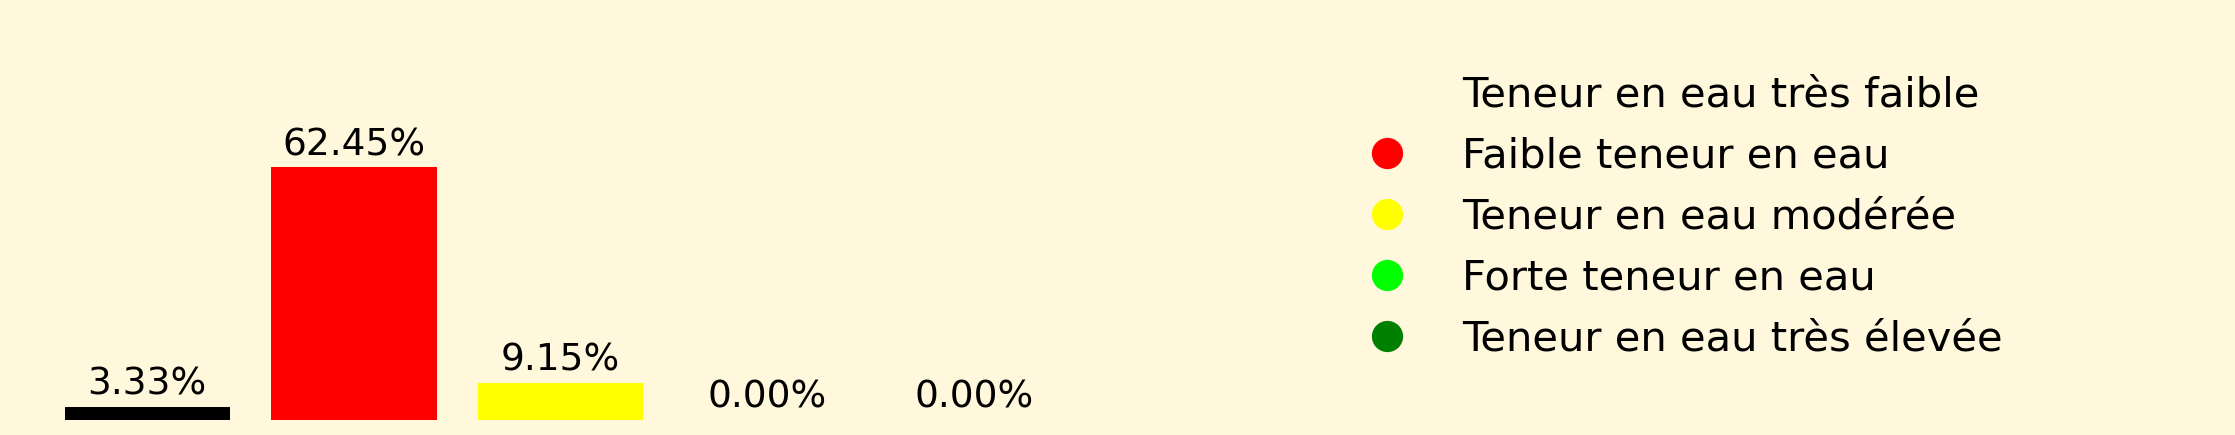 62.45%
3.33%
9.15%
0.00%
0.00%
Teneur en eau très faible
Faible teneur en eau
Teneur en eau modérée
Forte teneur en eau
Teneur en eau très élevée